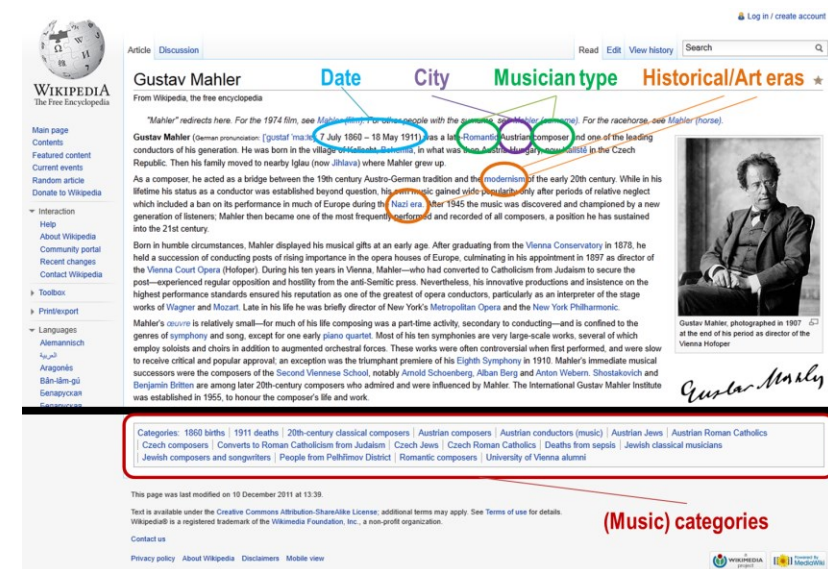 Log in / create account
Article Discussion
Read Edit View history Search
WIKIPEDIA
The Free Encyclopedia
Gustav Mahler
Date City Musician type Historical/Art eras
From Wikipedia, the free encyclopedia
"Mahler" redirects here. For the 1974 film, see Mahler (film). For other people with the surname, see Mahler (surname). For the racehorse, see Mahler (horse).
Gustav Mahler (German pronunciation: 7 July 1860 – 18 May 1911) was a late-Romantic Austrian composer and one of the leading
conductors of his generation. He was born in the village of Kalischt, Bohemia, in what was then Austria-Hungary, now Kaliště in the Czech
Republic. Then his family moved to nearby Iglau (now Jihlava) where Mahler grew up.
As a composer, he acted as a bridge between the 19th century Austro-German tradition and the modernism of the early 20th century. While in his
lifetime his status as a conductor was established beyond question, his own music gained wide popularity only after periods of relative neglect
which included a ban on its performance in much of Europe during the Nazi era. After 1945 the music was discovered and championed by a new
generation of listeners; Mahler then became one of the most frequently performed and recorded of all composers, a position he has sustained
into the 21st century.
Born in humble circumstances, Mahler displayed his musical gifts at an early age. After graduating from the Vienna Conservatory in 1878, he
held a succession of conducting posts of rising importance in the opera houses of Europe, culminating in his appointment in 1897 as director of
the Vienna Court Opera (Hofoper). During his ten years in Vienna, Mahler—who had converted to Catholicism from Judaism to secure the
post—experienced regular opposition and hostility from the anti-Semitic press. Nevertheless, his innovative productions and insistence on the
highest performance standards ensured his reputation as one of the greatest of opera conductors, particularly as an interpreter of the stage
works of Wagner and Mozart. Late in his life he was briefly director of New York's Metropolitan Opera and the New York Philharmonic.
Mahler's œuvre is relatively small—for much of his life composing was a part-time activity, secondary to conducting—and is confined to the
genres of symphony and song, except for one early piano quartet. Most of his ten symphonies are very large-scale works, several of which
employ soloists and choirs in addition to augmented orchestral forces. These works were often controversial when first performed, and were slow
to receive critical and popular approval; an exception was the triumphant premiere of his Eighth Symphony in 1910. Mahler's immediate musical
successors were the composers of the Second Viennese School, notably Arnold Schoenberg, Alban Berg and Anton Webern. Shostakovich and
Benjamin Britten are among later 20th-century composers who admired and were influenced by Mahler. The International Gustav Mahler Institute
was established in 1955, to honour the composer's life and work.
Main page
Contents
Featured content
Current events
Random article
Donate to Wikipedia
Interaction
Help
About Wikipedia
Community portal
Recent changes
Contact Wikipedia
Toolbox
Print/export
Languages
Alemannisch
العربية
Aragonés
Bân-lâm-gú
Беларуская
Gustav Mahler, photographed in 1907
at the end of his period as director of the
Vienna Hofoper
Gustav Mahler
Categories: 1860 births | 1911 deaths | 20th-century classical composers | Austrian composers | Austrian conductors (music) | Austrian Jews | Austrian Roman Catholics
| Czech composers | Converts to Roman Catholicism from Judaism | Czech Jews | Czech Roman Catholics | Deaths from sepsis | Jewish classical musicians
| Jewish composers and songwriters | People from Pelhřimov District | Romantic composers | University of Vienna alumni
This page was last modified on 10 December 2011 at 13:39.
Text is available under the Creative Commons Attribution-ShareAlike License; additional terms may apply. See Terms of use for details.
Wikipedia® is a registered trademark of the Wikimedia Foundation, Inc., a non-profit organization.
(Music) categories
Contact us
Privacy policy About Wikipedia Disclaimers Mobile view
A WIKIMEDIA project
Powered By MediaWiki